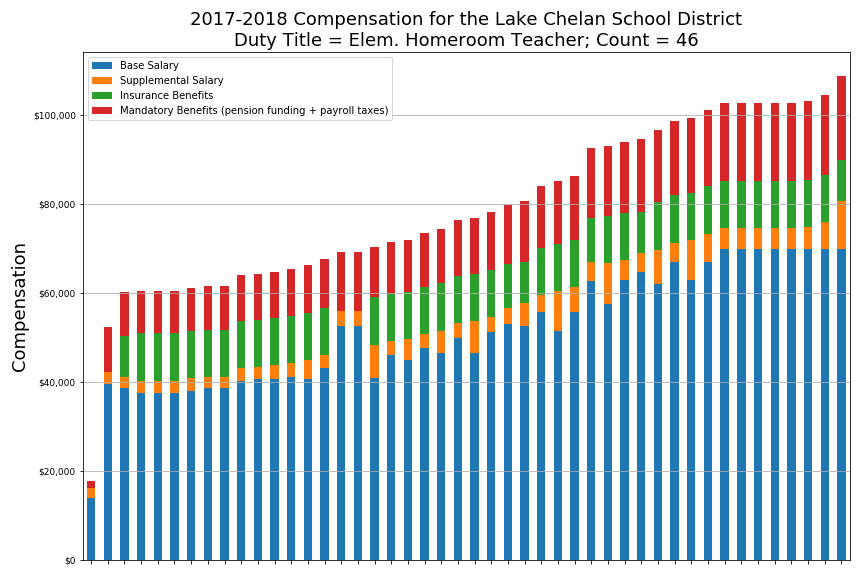 2017-2018 Compensation for the Lake Chelan School District
Duty Title = Elem. Homeroom Teacher; Count = 46
Base Salary
Supplemental Salary
Insurance Benefits
Mandatory Benefits (pension funding + payroll taxes)
$100,000
$80,000
$60,000
$40,000
$20,000
$0
Compensation